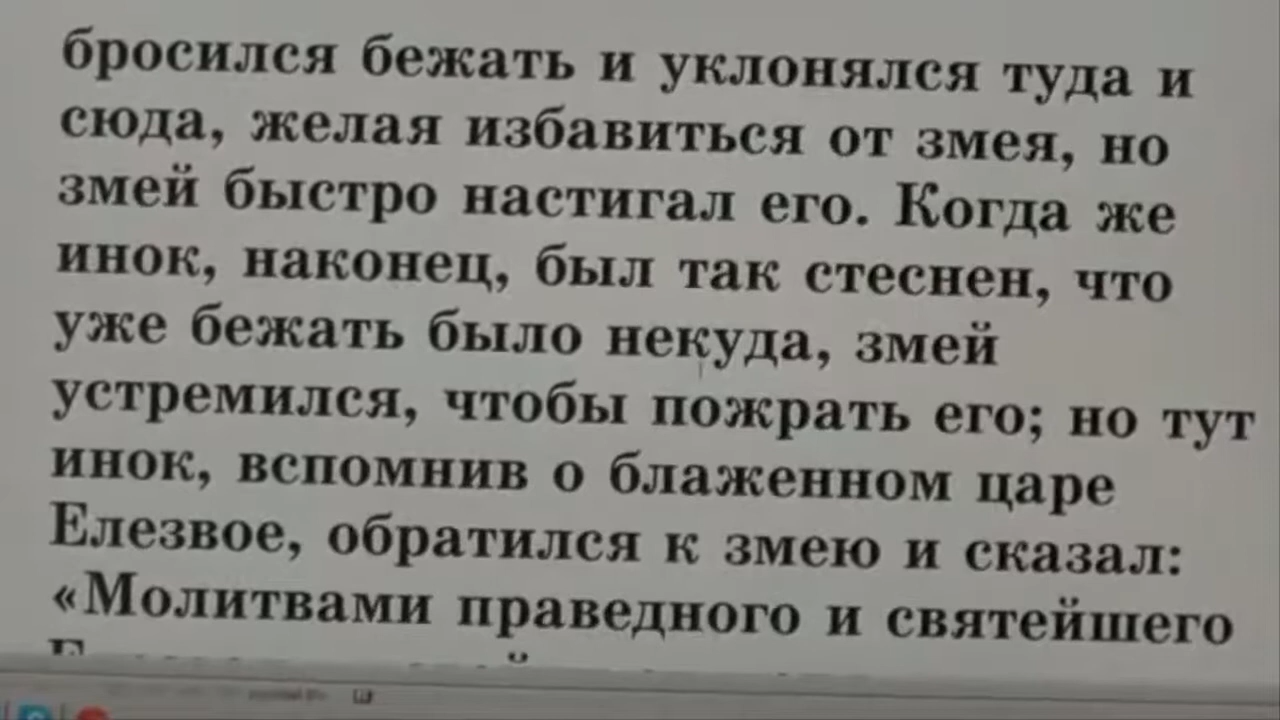 бросился бежать и уклонялся туда и
сюда, желая избавиться от змея, но
змей быстро настигал его. Когда же
инок, наконец, был так стеснен, что
уже бежать было некуда, змей
устремился, чтобы пожрать его; но тут
инок, вспомнив о блаженном царе
Елезвое, обратился к змею и сказал:
«Молитвами праведного и святейшего